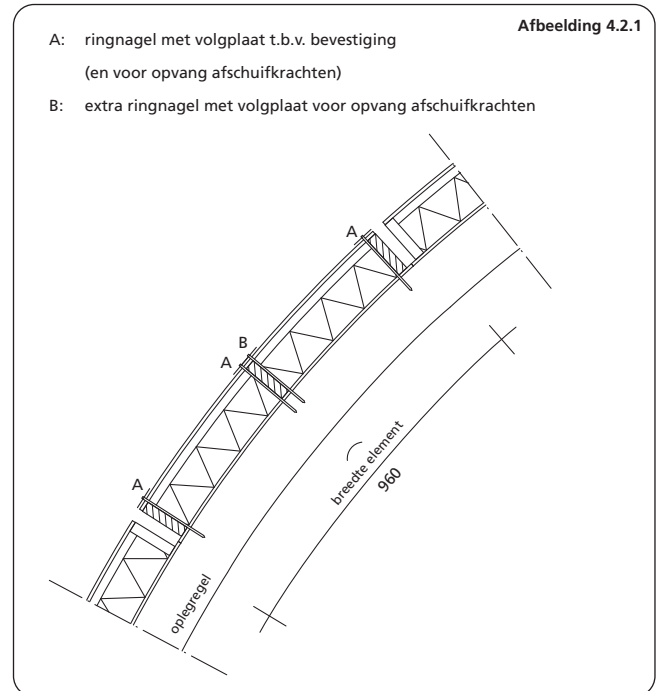 Afbeelding 4.2.1
A: ringnagel met volgplaat t.b.v. bevestiging
(en voor opvang afschuifkrachten)
B: extra ringnagel met volgplaat voor opvang afschuifkrachten
A
B
A
A
breedte element
960
oplegregel